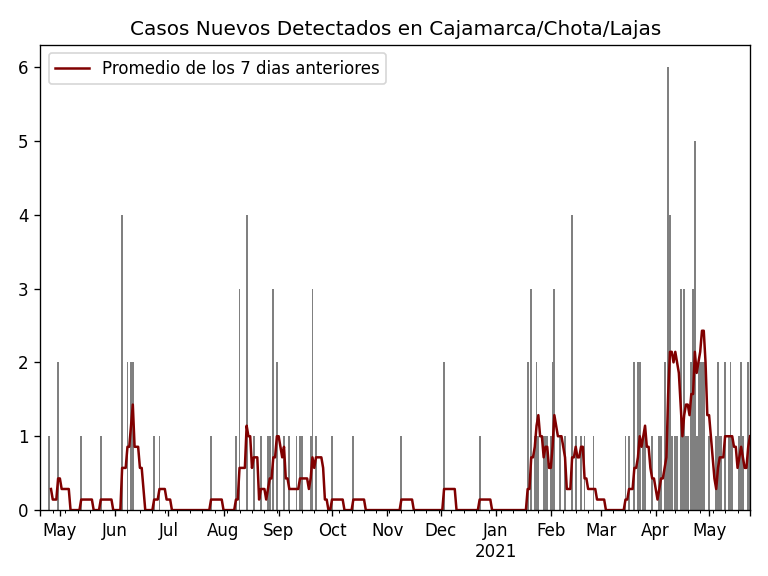 Casos Nuevos Detectados en Cajamarca/Chota/Lajas
Promedio de los 7 dias anteriores
6
5
4
3
2
1
0
May Jun Jul Aug Sep Oct Nov Dec Jan Feb Mar Apr May
2021